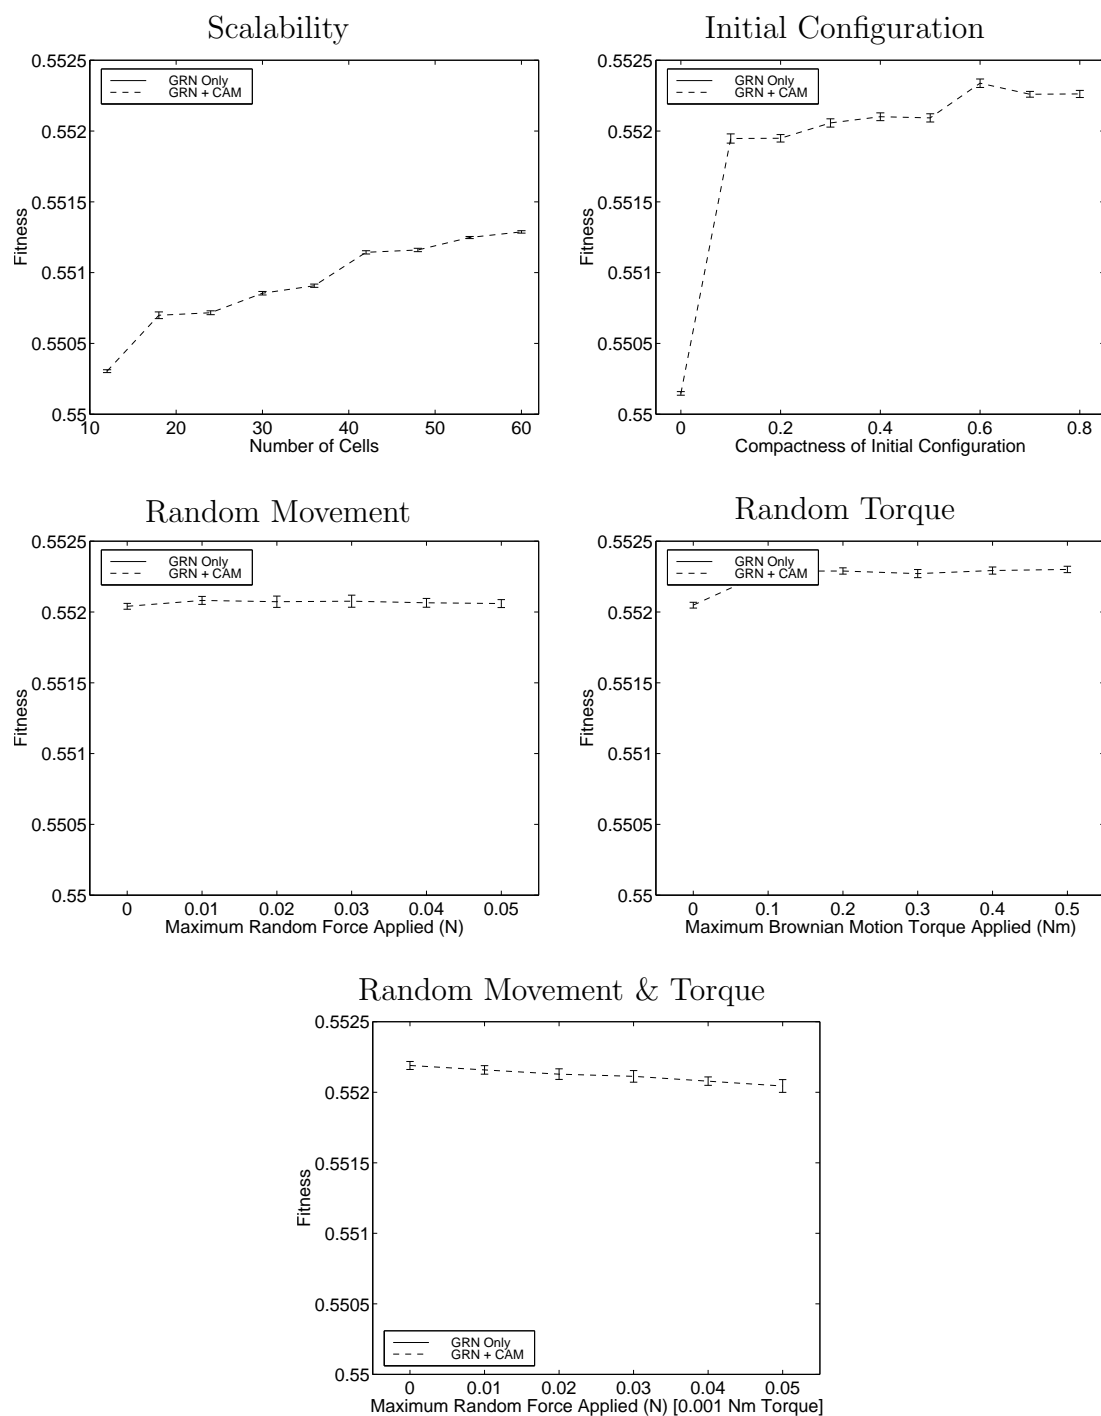 Scalability
0.5525
0.552
0.5515
0.551
0.5505
0.55
Fitness
GRN Only
GRN + CAM
10 20 30 40 50 60
Number of Cells
Initial Configuration
0.5525
0.552
0.5515
0.551
0.5505
0.55
Fitness
GRN Only
GRN + CAM
0 0.2 0.4 0.6 0.8
Compactness of Initial Configuration
Random Movement
0.5525
0.552
0.5515
0.551
0.5505
0.55
Fitness
GRN Only
GRN + CAM
0 0.01 0.02 0.03 0.04 0.05
Maximum Random Force Applied (N)
Random Torque
0.5525
0.552
0.5515
0.551
0.5505
0.55
Fitness
GRN Only
GRN + CAM
0 0.1 0.2 0.3 0.4 0.5
Maximum Brownian Motion Torque Applied (Nm)
Random Movement & Torque
0.5525
0.552
0.5515
0.551
0.5505
0.55
Fitness
GRN Only
GRN + CAM
0 0.01 0.02 0.03 0.04 0.05
Maximum Random Force Applied (N) [0.001 Nm Torque]